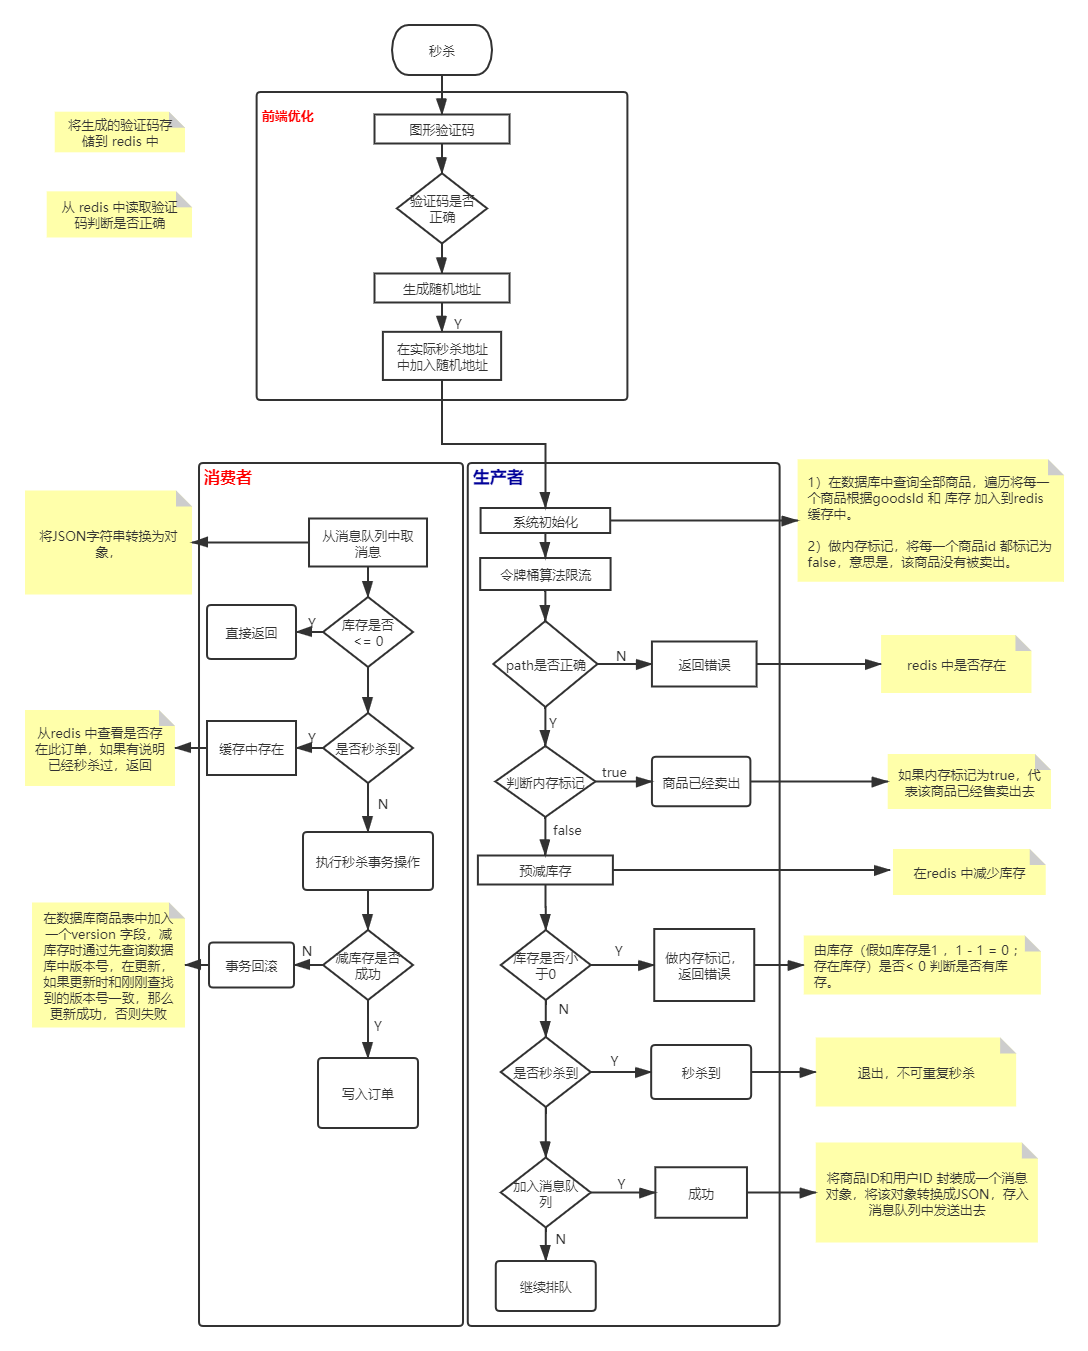 秒杀
前端优化
图形验证码
将生成的验证码存
储到 redis 中
验证码是否
正确
从 redis 中读取验证
码判断是否正确
生成随机地址
Y
在实际秒杀地址
中加入随机地址
消费者
从消息队列中取
消息
将JSON字符串转换为对
象，
库存是否
<= 0
Y
直接返回
是否秒杀到
Y
缓存中存在
从redis 中查看是否存
在此订单，如果有说明
已经秒杀过，返回
N
执行秒杀事务操作
减库存是否
成功
N
事务回滚
在数据库商品表中加入
一个version 字段，减
库存时通过先查询数据
库中版本号，在更新，
如果更新时和刚刚查找
到的版本号一致，那么
更新成功，否则失败
Y
写入订单
生产者
系统初始化
1）在数据库中查询全部商品，遍历将每一
个商品根据goodsId 和 库存 加入到redis
缓存中。
2）做内存标记，将每一个商品id 都标记为
false，意思是，该商品没有被卖出。
令牌桶算法限流
path是否正确
N
返回错误
redis 中是否存在
Y
判断内存标记
true
商品已经卖出
如果内存标记为true，代
表该商品已经售卖出去
false
预减库存
在redis 中减少库存
库存是否小
于0
Y
做内存标记，
返回错误
由库存（假如库存是1 ，1 - 1 = 0 ；
存在库存）是否< 0 判断是否有库
存。
N
是否秒杀到
Y
秒杀到
退出，不可重复秒杀
加入消息队
列
Y
成功
将商品ID和用户ID 封装成一个消息
对象，将该对象转换成JSON，存入
消息队列中发送出去
N
继续排队